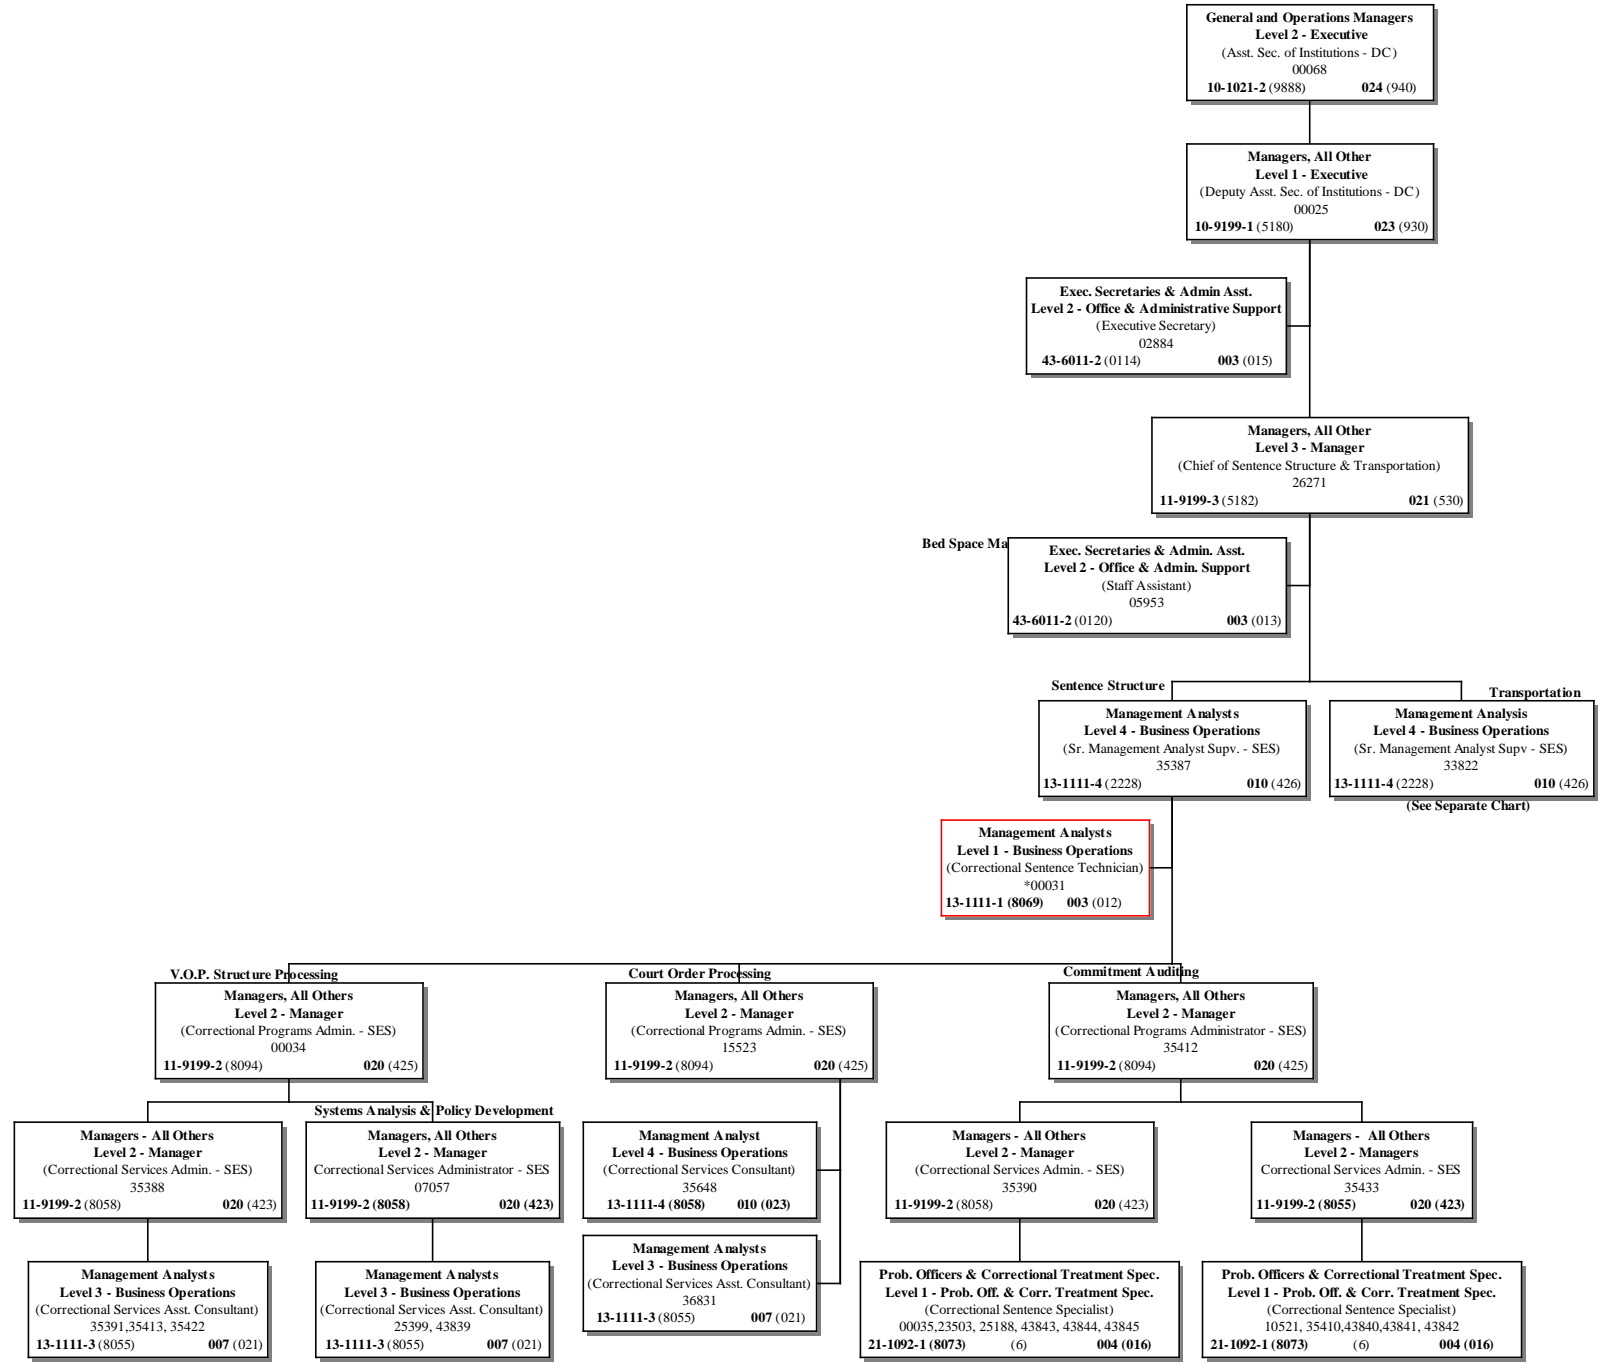 General and Operations Managers
Level 2 - Executive
(Asst. Sec. of Institutions - DC)
00068
10-1021-2 (9888) 024 (940)
Managers, All Other
Level 1 - Executive
(Deputy Asst. Sec. of Institutions - DC)
00025
10-9199-1 (5180) 023 (930)
Exec. Secretaries & Admin Asst.
Level 2 - Office & Administrative Support
(Executive Secretary)
02884
43-6011-2 (0114) 003 (015)
Managers, All Other
Level 3 - Manager
(Chief of Sentence Structure & Transportation)
26271
11-9199-3 (5182) 021 (530)
Bed Space Ma
Exec. Secretaries & Admin. Asst.
Level 2 - Office & Admin. Support
(Staff Assistant)
05953
43-6011-2 (0120) 003 (013)
Sentence Structure
Management Analysts
Level 4 - Business Operations
(Sr. Management Analyst Supv. - SES)
35387
13-1111-4 (2228) 010 (426)
Transportation
Management Analysis
Level 4 - Business Operations
(Sr. Management Analyst Supv - SES)
33822
13-1111-4 (2228) 010 (426)
(See Separate Chart)
Management Analysts
Level 1 - Business Operations
(Correctional Sentence Technician)
*00031
13-1111-1 (8069) 003 (012)
V.O.P. Structure Processing
Managers, All Others
Level 2 - Manager
(Correctional Programs Admin. - SES)
00034
11-9199-2 (8094) 020 (425)
Court Order Processing
Managers, All Others
Level 2 - Manager
(Correctional Programs Admin. - SES)
15523
11-9199-2 (8094) 020 (425)
Commitment Auditing
Managers, All Others
Level 2 - Manager
(Correctional Programs Administrator - SES)
35412
11-9199-2 (8094) 020 (425)
Managers - All Others
Level 2 - Manager
(Correctional Services Admin. - SES)
35388
11-9199-2 (8058) 020 (423)
Systems Analysis & Policy Development
Managers, All Others
Level 2 - Manager
Correctional Services Administrator - SES
07057
11-9199-2 (8058) 020 (423)
Managment Analyst
Level 4 - Business Operations
(Correctional Services Consultant)
35648
13-1111-4 (8058) 010 (023)
Managers - All Others
Level 2 - Manager
(Correctional Services Admin. - SES)
35390
11-9199-2 (8058) 020 (423)
Managers - All Others
Level 2 - Managers
Correctional Services Admin. - SES
35433
11-9199-2 (8055) 020 (423)
Management Analysts
Level 3 - Business Operations
(Correctional Services Asst. Consultant)
35391,35413, 35422
13-1111-3 (8055) 007 (021)
Management Analysts
Level 3 - Business Operations
(Correctional Services Asst. Consultant)
25399, 43839
13-1111-3 (8055) 007 (021)
Management Analysts
Level 3 - Business Operations
(Correctional Services Asst. Consultant)
36831
13-1111-3 (8055) 007 (021)
Prob. Officers & Correctional Treatment Spec.
Level 1 - Prob. Off. & Corr. Treatment Spec.
(Correctional Sentence Specialist)
00035,23503, 25188, 43843, 43844, 43845
21-1092-1 (8073) (6) 004 (016)
Prob. Officers & Correctional Treatment Spec.
Level 1 - Prob. Off & Corr. Treatment Spec.
(Correctional Sentence Specialist)
10521, 35410,43840,43841, 43842
21-1092-1 (8073) (6) 004 (016)